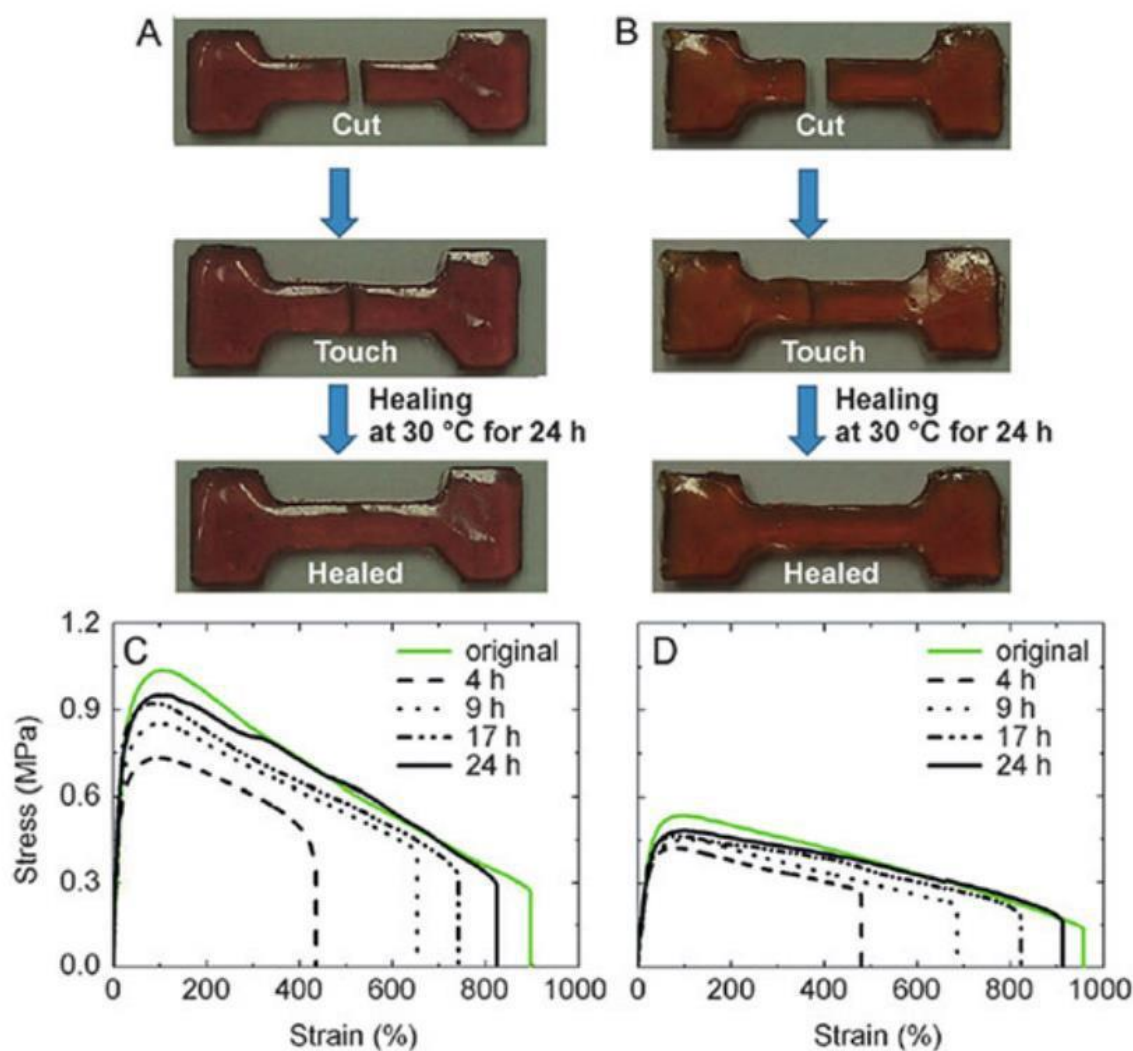 A
Cut
Touch
Healing
at 30 °C for 24 h
Healed
B
Cut
Touch
Healing
at 30 °C for 24 h
Healed
C
original
4 h
9 h
17 h
24 h
1.2
0.9
0.6
0.3
0.0
Stress (MPa)
0 200 400 600 800 1000
Strain (%)
D
original
4 h
9 h
17 h
24 h
0 200 400 600 800 1000
Strain (%)